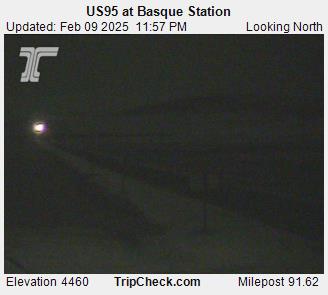 US95 at Basque Station
Updated: Feb 09 2025 11:57 PM Looking North
Elevation 4460 TripCheck.com Milepost 91.62